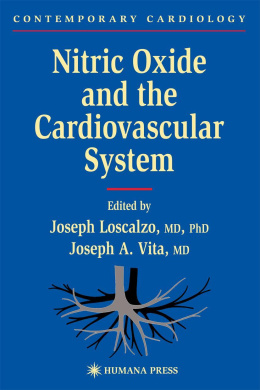 CONTEMPORARY CARDIOLOGY
Nitric Oxide
and the
Cardiovascular
System
Edited by
Joseph Loscalzo, MD, PhD
Joseph A. Vita, MD
HUMANA PRESS